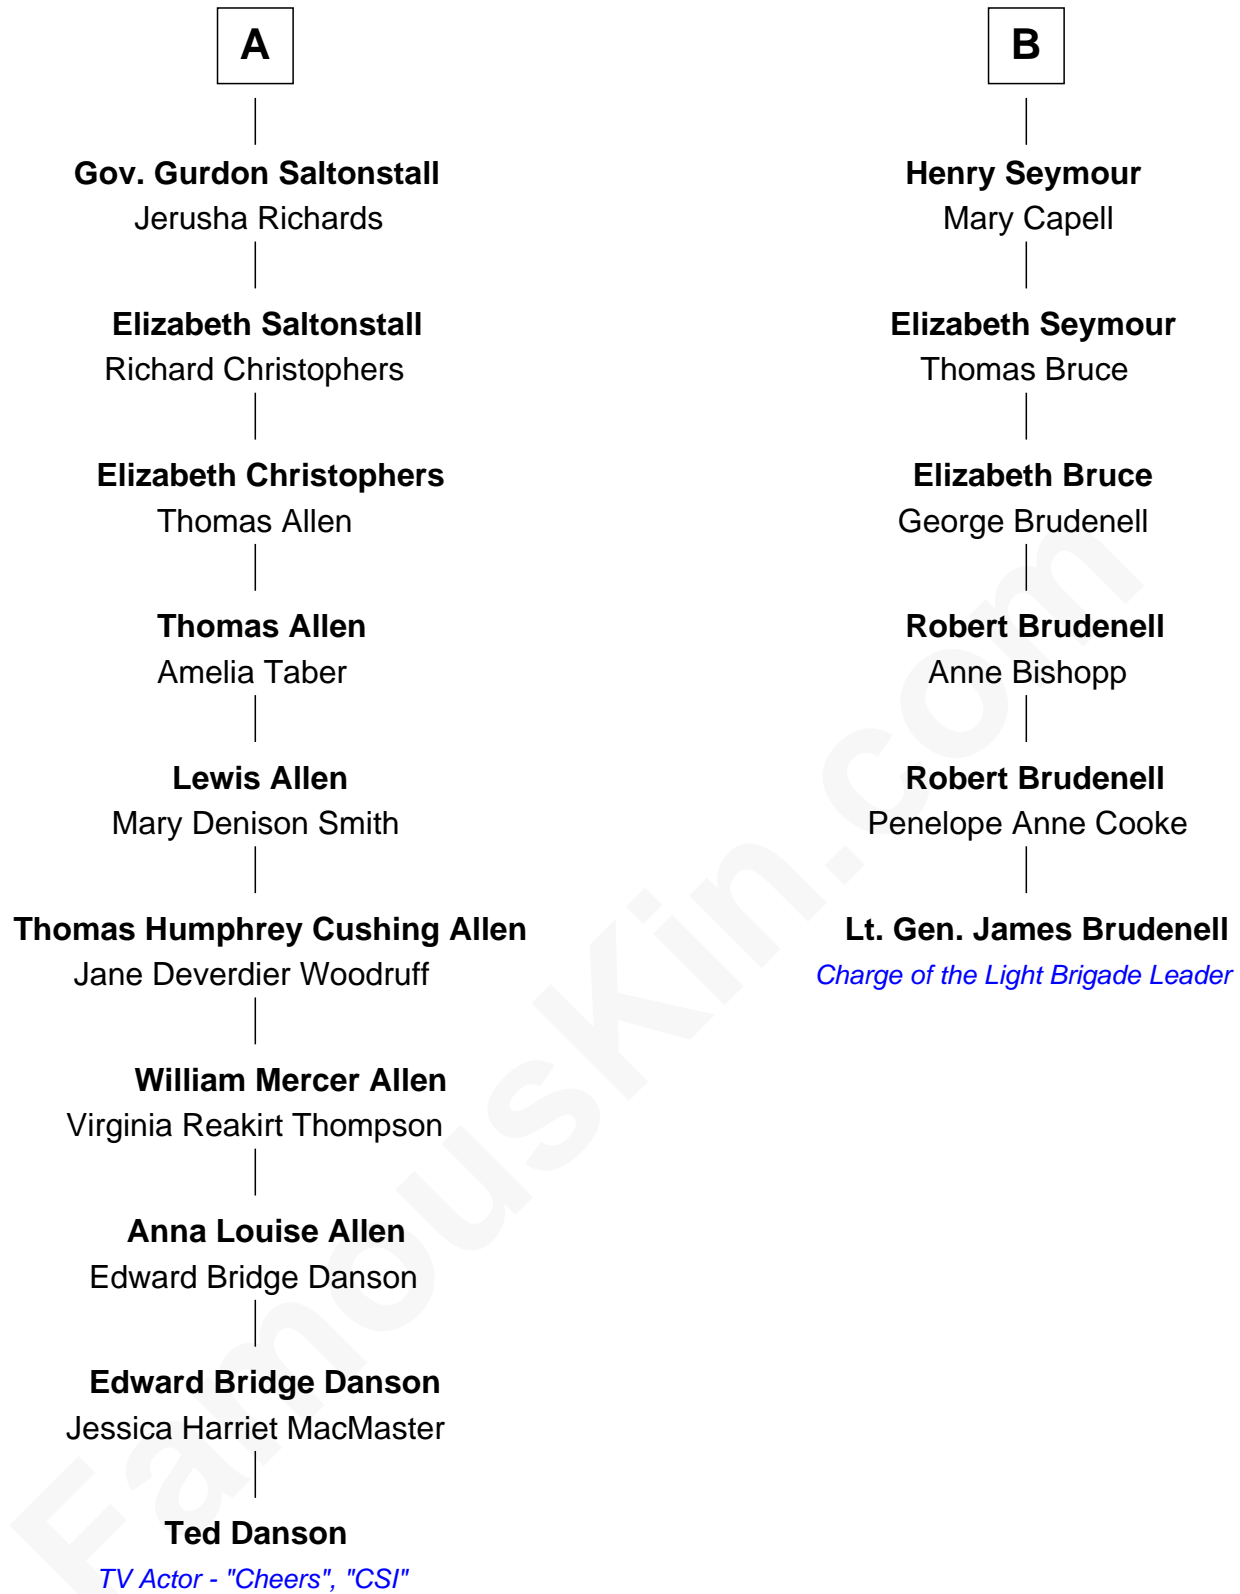 A
Gov. Gurdon Saltonstall
Jerusha Richards
Elizabeth Saltonstall
Richard Christophers
Elizabeth Christophers
Thomas Allen
Thomas Allen
Amelia Taber
Lewis Allen
Mary Denison Smith
Thomas Humphrey Cushing Allen
Jane Deverdier Woodruff
William Mercer Allen
Virginia Reakirt Thompson
Anna Louise Allen
Edward Bridge Danson
Edward Bridge Danson
Jessica Harriet MacMaster
Ted Danson
TV Actor - "Cheers", "CSI"
B
Henry Seymour
Mary Capell
Elizabeth Seymour
Thomas Bruce
Elizabeth Bruce
George Brudenell
Robert Brudenell
Anne Bishopp
Robert Brudenell
Penelope Anne Cooke
Lt. Gen. James Brudenell
Charge of the Light Brigade Leader
FamousKin.com